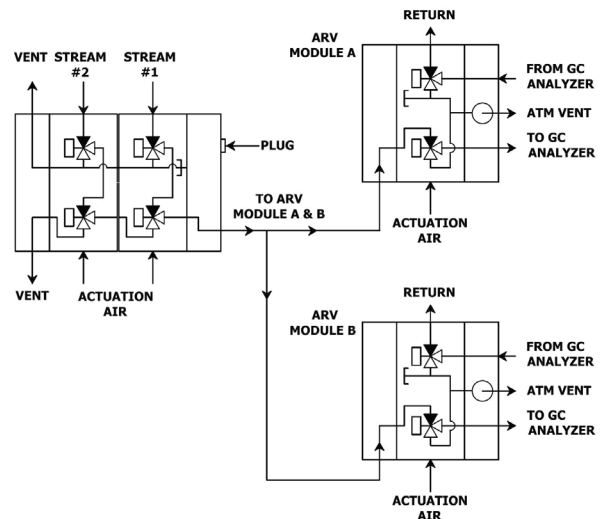 VENT
STREAM
#2
STREAM
#1
PLUG
VENT
ACTUATION
AIR
TO ARV
MODULE A & B
RETURN
ARV
MODULE A
FROM GC
ANALYZER
ATM VENT
TO GC
ANALYZER
ACTUATION
AIR
RETURN
ARV
MODULE B
FROM GC
ANALYZER
ATM VENT
TO GC
ANALYZER
ACTUATION
AIR